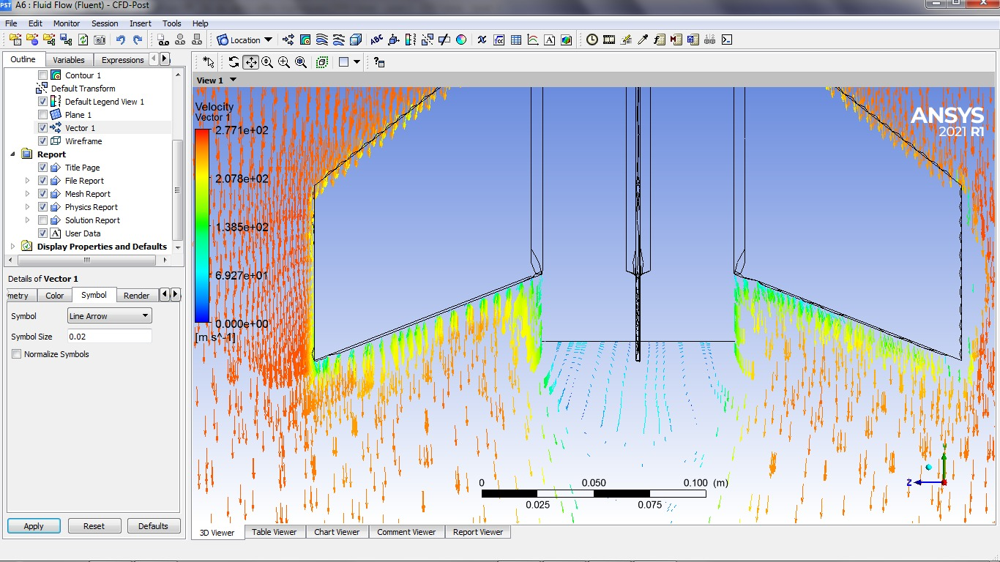 PST A6 : Fluid Flow (Fluent) - CFD-Post
File Edit Monitor Session Insert Tools Help
Location
Outline Variables Expressions
View 1
Contour 1
Default Transform
Default Legend View 1
Plane 1
Vector 1
Wireframe
Report
Title Page
File Report
Mesh Report
Physics Report
Solution Report
User Data
Display Properties and Defaults
Details of Vector 1
metry Color Symbol Render
Symbol Line Arrow
Symbol Size 0.02
Normalize Symbols
Apply Reset Defaults
Velocity
Vector 1
2.771e+02
2.078e+02
1.385e+02
6.927e+01
0.000e+00
[m s^-1]
ANSYS
2021 R1
0 0.050 0.100 (m)
0.025 0.075
Z
3D Viewer Table Viewer Chart Viewer Comment Viewer Report Viewer